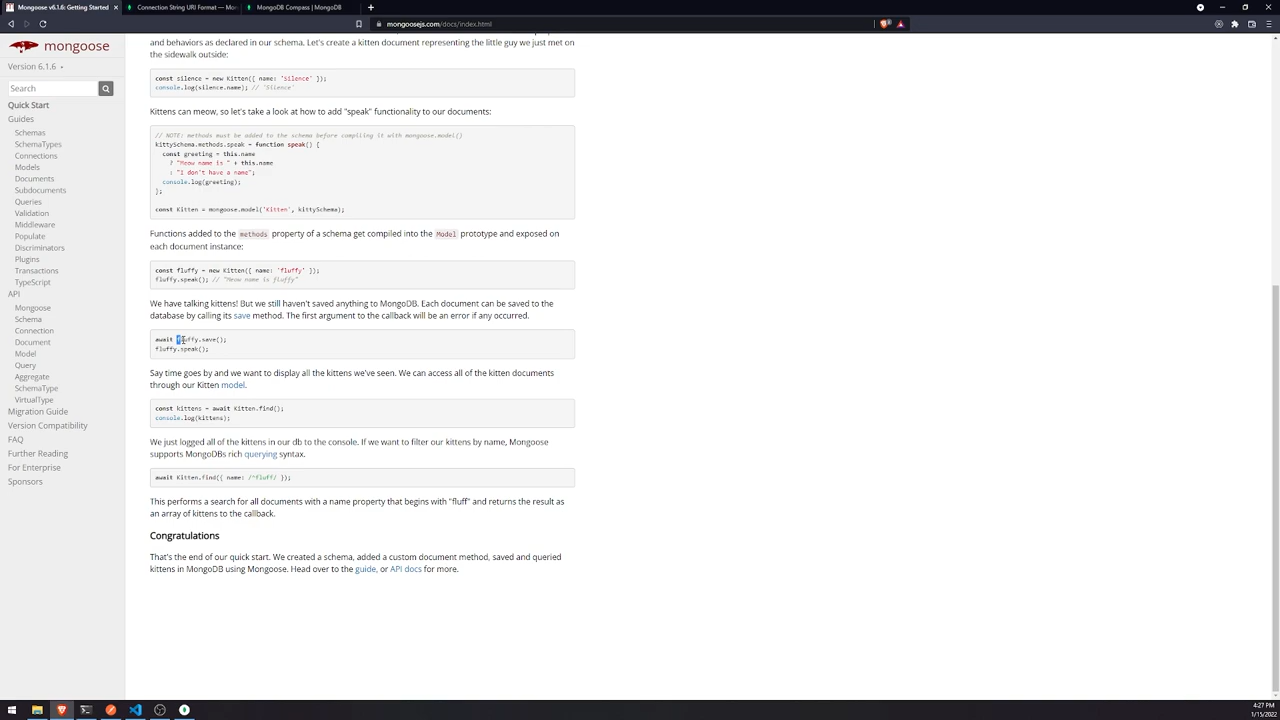 Mongoose v6.1.6: Getting Started
Connection String URI Format — Mon
MongoDB Compass | MongoDB
mongoosejs.com/docs/index.html
mongoose
Version 6.1.6
Search
Quick Start
Guides
Schemas
SchemaTypes
Connections
Models
Documents
Subdocuments
Queries
Validation
Middleware
Populate
Discriminators
Plugins
Transactions
TypeScript
API
Mongoose
Schema
Connection
Document
Model
Query
Aggregate
SchemaType
VirtualType
Migration Guide
Version Compatibility
FAQ
Further Reading
For Enterprise
Sponsors
and behaviors as declared in our schema. Let's create a kitten document representing the little guy we just met on
the sidewalk outside:
const silence = new Kitten({ name: 'Silence' });
console.log(silence.name); // 'Silence'
Kittens can meow, so let's take a look at how to add "speak" functionality to our documents:
// NOTE: methods must be added to the schema before compiling it with mongoose.model()
kittySchema.methods.speak = function speak() {
const greeting = this.name
? "Meow name is " + this.name
: "I don't have a name";
console.log(greeting);
};
const Kitten = mongoose.model('Kitten', kittySchema);
Functions added to the methods property of a schema get compiled into the Model prototype and exposed on
each document instance:
const fluffy = new Kitten({ name: 'fluffy' });
fluffy.speak(); // "Meow name is fluffy"
We have talking kittens! But we still haven't saved anything to MongoDB. Each document can be saved to the
database by calling its save method. The first argument to the callback will be an error if any occurred.
await fluffy.save();
fluffy.speak();
Say time goes by and we want to display all the kittens we've seen. We can access all of the kitten documents
through our Kitten model.
const kittens = await Kitten.find();
console.log(kittens);
We just logged all of the kittens in our db to the console. If we want to filter our kittens by name, Mongoose
supports MongoDBs rich querying syntax.
await Kitten.find({ name: /^fluff/ });
This performs a search for all documents with a name property that begins with "fluff" and returns the result as
an array of kittens to the callback.
Congratulations
That's the end of our quick start. We created a schema, added a custom document method, saved and queried
kittens in MongoDB using Mongoose. Head over to the guide, or API docs for more.
4:27 PM
1/15/2022